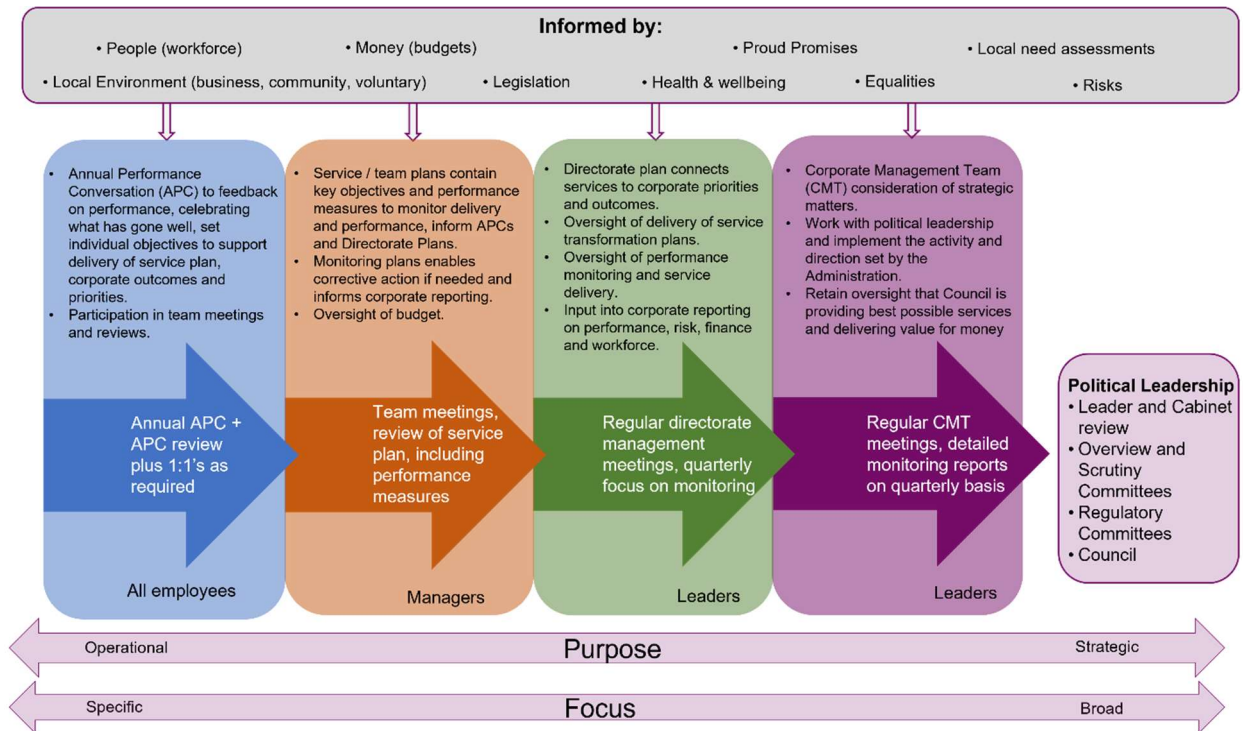 Informed by:
• People (workforce)
• Money (budgets)
• Proud Promises
• Local need assessments
• Local Environment (business, community, voluntary)
• Legislation
• Health & wellbeing
• Equalities
• Risks
• Annual Performance
Conversation (APC) to feedback
on performance, celebrating
what has gone well, set
individual objectives to support
delivery of service plan,
corporate outcomes and
priorities.
• Participation in team meetings
and reviews.
Annual APC +
APC review
plus 1:1's as
required
All employees
• Service / team plans contain
key objectives and performance
measures to monitor delivery
and performance, inform APCs
and Directorate Plans.
• Monitoring plans enables
corrective action if needed and
informs corporate reporting.
• Oversight of budget.
Team meetings,
review of service
plan, including
performance
measures
Managers
• Directorate plan connects
services to corporate priorities
and outcomes.
• Oversight of delivery of service
transformation plans.
• Oversight of performance
monitoring and service
delivery.
• Input into corporate reporting
on performance, risk, finance
and workforce.
Regular directorate
management
meetings, quarterly
focus on monitoring
Leaders
• Corporate Management Team
(CMT) consideration of strategic
matters.
• Work with political leadership
and implement the activity and
direction set by the
Administration.
• Retain oversight that Council is
providing best possible services
and delivering value for money
Regular CMT
meetings, detailed
monitoring reports
on quarterly basis
Leaders
Political Leadership
• Leader and Cabinet
review
• Overview and
Scrutiny
Committees
• Regulatory
Committees
• Council
Operational
Purpose
Strategic
Specific
Focus
Broad